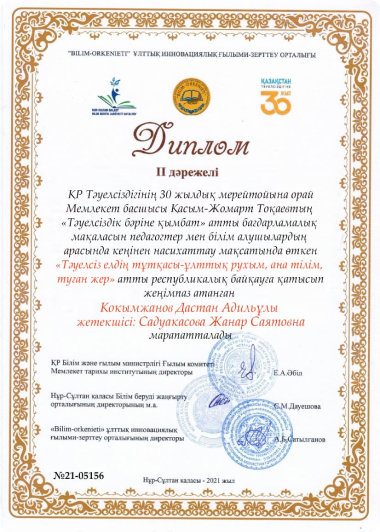 "BILIM-ORKENIETI" ҰЛТТЫҚ ИННОВАЦИЯЛЫҚ ҒЫЛЫМИ-ЗЕРТТЕУ ОРТАЛЫҒЫ
ҚАЗАҚСТАН
30
Диплом
II дәрежелі
ҚР Тәуелсіздігінің 30 жылдық мерейтойына орай
Мемлекет басшысы Қасым-Жомарт Тоқаевтың
«Тәуелсіздік бәріне қымбат» атты бағдарламалық
мақаласын педагогтер мен білім алушылардың
арасында кеңінен насихаттау мақсатында өткен
«Тәуелсіз елдің тұтқасы-ұлттық рухым, ана тілім,
туған жер» атты республикалық байқауға қатысып
жеңімпаз атанған
Кокымжанов Дастан Адильұлы
жетекшісі: Садуакасова Жанар Саятовна
марапатталады
ҚР Білім және ғылым министрлігі Ғылым комитеті
Мемлекет тарихы институтының директоры
Е.А.Әбіл
Нұр-Сұлтан қаласы Білім беруді жаңғырту
орталығының директорының м.а.
С.М.Дауешова
«Bilim-orkenieti» ұлттық инновациялық
ғылыми-зерттеу орталығының директоры
А.Б.Сатылганов
№21-05156
Нұр-Сұлтан қаласы - 2021 жыл